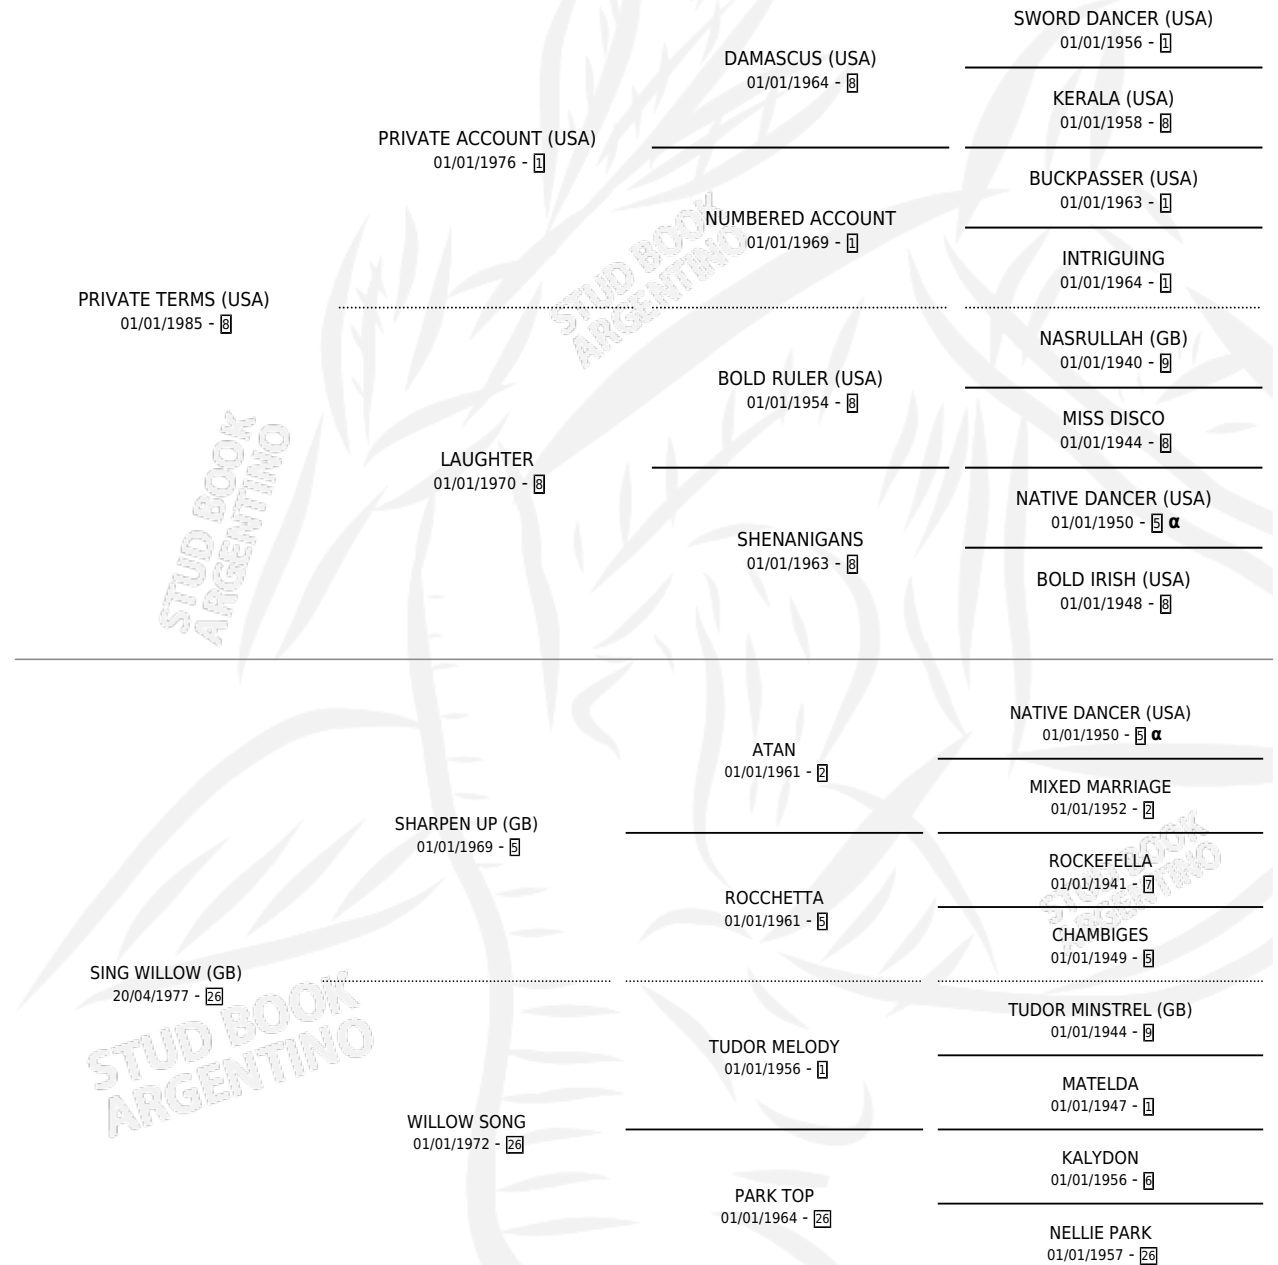 SWORD DANCER (USA)
01/01/1956 - 1
DAMASCUS (USA)
01/01/1964 - 8
KERALA (USA)
01/01/1958 - 8
PRIVATE ACCOUNT (USA)
01/01/1976 - 1
BUCKPASSER (USA)
01/01/1963 - 1
NUMBERED ACCOUNT
01/01/1969 - 1
INTRIGUING
01/01/1964 - 1
PRIVATE TERMS (USA)
01/01/1985 - 8
NASRULLAH (GB)
01/01/1940 - 9
BOLD RULER (USA)
01/01/1954 - 8
MISS DISCO
01/01/1944 - 8
LAUGHTER
01/01/1970 - 8
NATIVE DANCER (USA)
01/01/1950 - 5 α
SHENANIGANS
01/01/1963 - 8
BOLD IRISH (USA)
01/01/1948 - 8
NATIVE DANCER (USA)
01/01/1950 - 5 α
ATAN
01/01/1961 - 2
MIXED MARRIAGE
01/01/1952 - 2
SHARPEN UP (GB)
01/01/1969 - 5
ROCKEFELLA
01/01/1941 - 7
ROCCHETTA
01/01/1961 - 5
CHAMBIGES
01/01/1949 - 5
SING WILLOW (GB)
20/04/1977 - 26
TUDOR MINSTREL (GB)
01/01/1944 - 9
TUDOR MELODY
01/01/1956 - 1
MATELDA
01/01/1947 - 1
WILLOW SONG
01/01/1972 - 26
KALYDON
01/01/1956 - 6
PARK TOP
01/01/1964 - 26
NELLIE PARK
01/01/1957 - 26
STUD BOOK
ARGENTINO
STUD BOOK
ARGENTINO
STUD BOOK
ARGENTINO
STUD BOOK
ARGENTINO